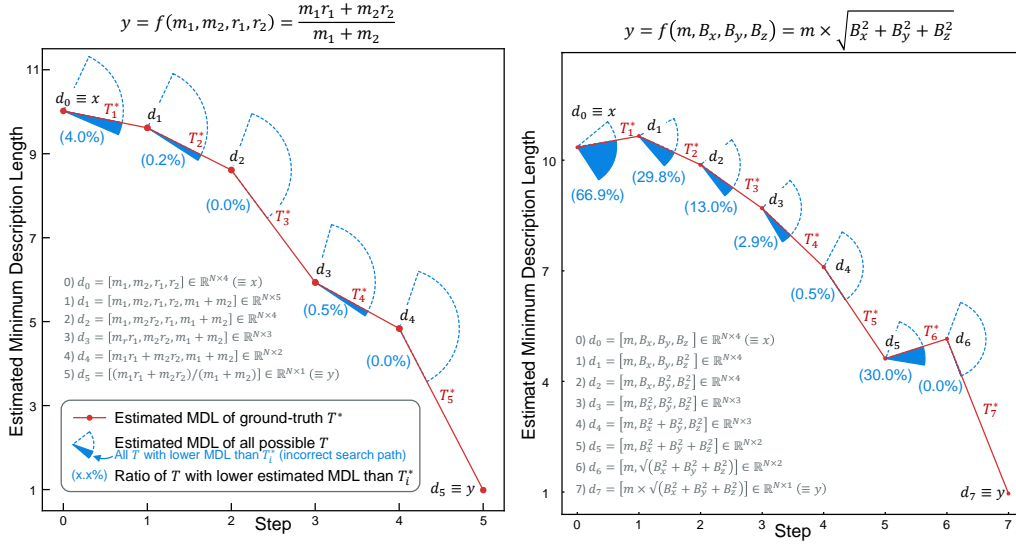 y = f(m₁, m₂, r₁, r₂) = (m₁r₁ + m₂r₂) / (m₁ + m₂)
Estimated Minimum Description Length
11
9
7
5
3
1
d₀ ≡ x
T₁*
(4.0%)
d₁
T₂*
(0.2%)
d₂
(0.0%)
T₃*
d₃
T₄*
(0.5%)
d₄
(0.0%)
T₅*
d₅ ≡ y
0) d₀ = [m₁, m₂, r₁, r₂] ∈ ℝ^{N×4} (≡ x)
1) d₁ = [m₁, m₂, r₁, r₂, m₁ + m₂] ∈ ℝ^{N×5}
2) d₂ = [m₁, m₂r₂, r₁, m₁ + m₂] ∈ ℝ^{N×4}
3) d₃ = [m_r r₁, m₂r₂, m₁ + m₂] ∈ ℝ^{N×3}
4) d₄ = [m₁r₁ + m₂r₂, m₁ + m₂] ∈ ℝ^{N×2}
5) d₅ = [(m₁r₁ + m₂r₂)/(m₁ + m₂)] ∈ ℝ^{N×1} (≡ y)
Estimated MDL of ground-truth T*
Estimated MDL of all possible T
All T with lower MDL than Tᵢ* (incorrect search path)
(x.x%) Ratio of T with lower estimated MDL than Tᵢ*
0 1 2 3 4 5
Step
y = f(m, Bₓ, B_y, B_z) = m × √(Bₓ² + B_y² + B_z²)
Estimated Minimum Description Length
10
7
4
1
d₀ ≡ x
T₁*
(66.9%)
d₁
T₂*
(29.8%)
d₂
T₃*
(13.0%)
d₃
T₄*
(2.9%)
d₄
(0.5%)
T₅*
d₅
T₆*
(30.0%)
d₆
(0.0%)
T₇*
d₇ ≡ y
0) d₀ = [m, Bₓ, B_y, B_z] ∈ ℝ^{N×4} (≡ x)
1) d₁ = [m, Bₓ, B_y, B_z²] ∈ ℝ^{N×4}
2) d₂ = [m, Bₓ, B_y², B_z²] ∈ ℝ^{N×4}
3) d₃ = [m, Bₓ², B_y², B_z²] ∈ ℝ^{N×3}
4) d₄ = [m, Bₓ² + B_y², B_z²] ∈ ℝ^{N×3}
5) d₅ = [m, Bₓ² + B_y² + B_z²] ∈ ℝ^{N×2}
6) d₆ = [m, √(Bₓ² + B_y² + B_z²)] ∈ ℝ^{N×2}
7) d₇ = [m × √(Bₓ² + B_y² + B_z²)] ∈ ℝ^{N×1} (≡ y)
0 1 2 3 4 5 6 7
Step